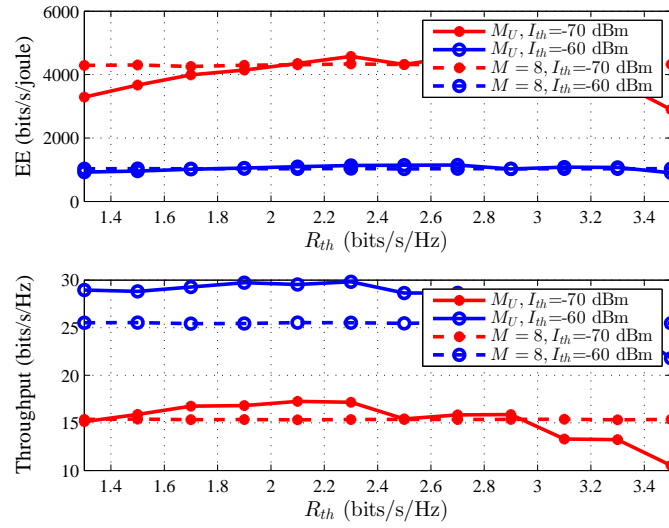 6000
4000
2000
0
EE (bits/s/joule)
M_U, I_th=-70 dBm
M_U, I_th=-60 dBm
M = 8, I_th=-70 dBm
M = 8, I_th=-60 dBm
1.4 1.6 1.8 2 2.2 2.4 2.6 2.8 3 3.2 3.4
R_th (bits/s/Hz)
30
25
20
15
10
Throughput (bits/s/Hz)
M_U, I_th=-70 dBm
M_U, I_th=-60 dBm
M = 8, I_th=-70 dBm
M = 8, I_th=-60 dBm
1.4 1.6 1.8 2 2.2 2.4 2.6 2.8 3 3.2 3.4
R_th (bits/s/Hz)